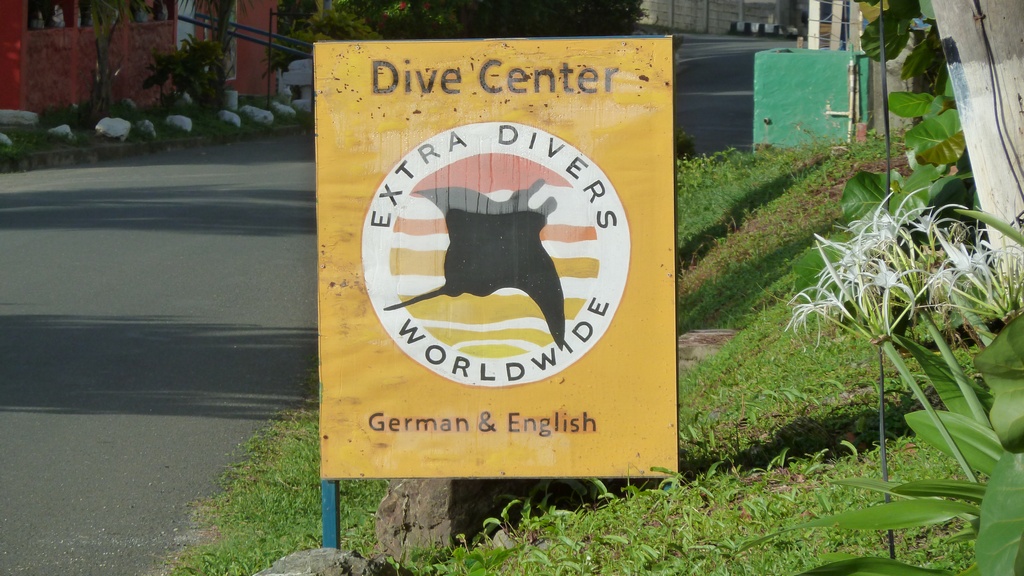 Dive Center
EXTRA DIVERS
WORLDWIDE
German & English